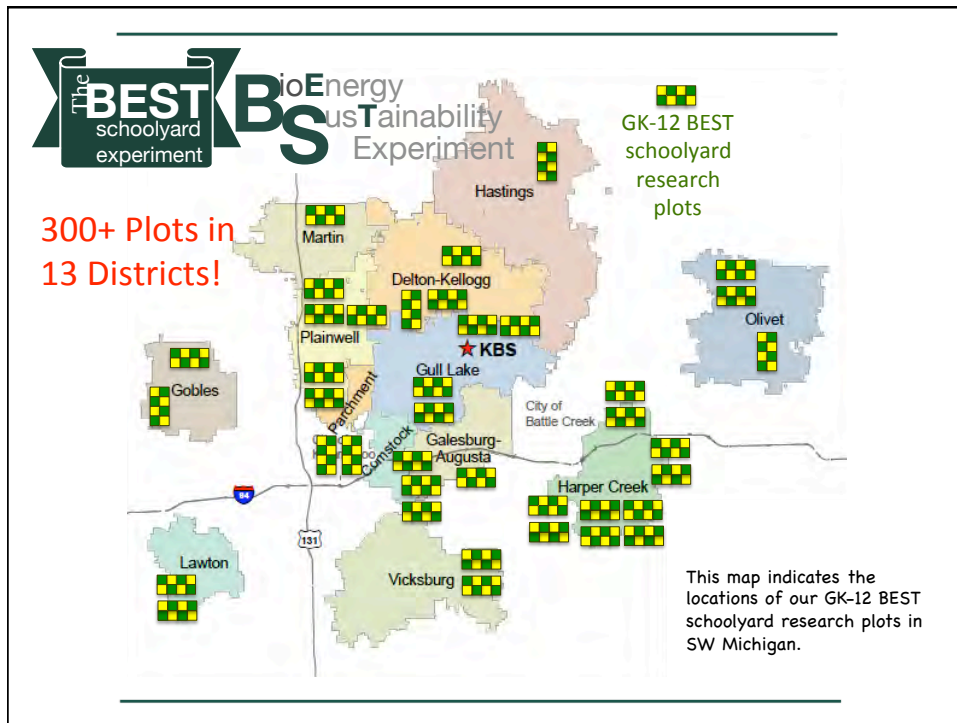 The
BEST
schoolyard
experiment
BioEnergy
SusTainability
Experiment
GK-12 BEST
schoolyard
research
plots
300+ Plots in
13 Districts!
Hastings
Martin
Delton-Kellogg
Olivet
Plainwell
KBS
Gull Lake
Gobles
Parchment
City of
Battle Creek
Comstock
Galesburg-
Augusta
Harper Creek
94
131
Lawton
Vicksburg
This map indicates the
locations of our GK-12 BEST
schoolyard research plots in
SW Michigan.